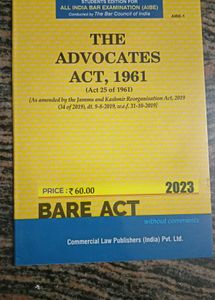 STUDENTS EDITION FOR
ALL INDIA BAR EXAMINATION (AIBE)
Conducted by The Bar Council of India
AIBE-1
THE
ADVOCATES
ACT, 1961
(Act 25 of 1961)
[As amended by the Jammu and Kashmir Reorganisation Act, 2019
(34 of 2019), dt. 9-8-2019, w.e.f. 31-10-2019]
PRICE : ₹ 60.00
2023
BARE ACT
without comments
Commercial Law Publishers (India) Pvt. Ltd.